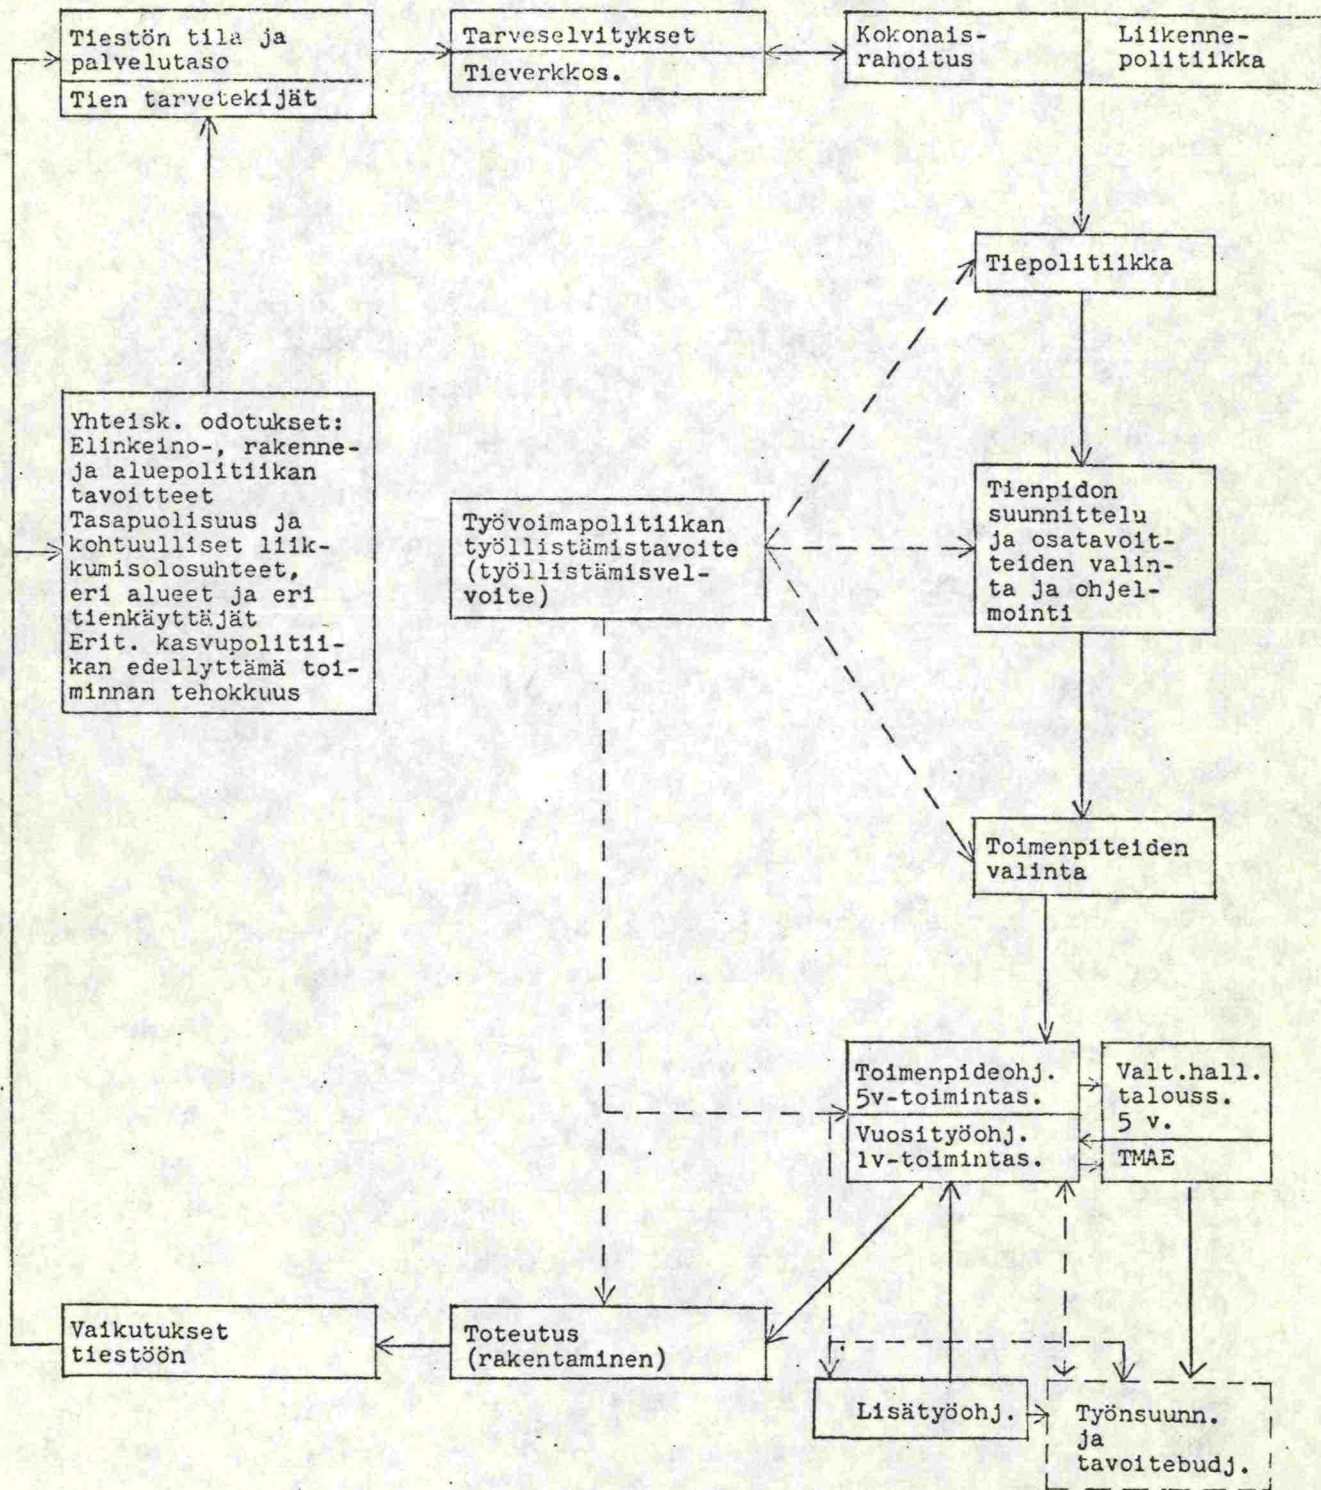 Tiestön tila ja
palvelutaso
Tien tarvetekijät
Tarveselvitykset
Tieverkkos.
Kokonais-
rahoitus
Liikenne-
politiikka
Tiepolitiikka
Yhteisk. odotukset:
Elinkeino-, rakenne-
ja aluepolitiikan
tavoitteet
Tasapuolisuus ja
kohtuulliset liik-
kumisolosuhteet,
eri alueet ja eri
tienkäyttäjät
Erit. kasvupolitii-
kan edellyttämä toi-
minnan tehokkuus
Työvoimapolitiikan
työllistämistavoite
(työllistämisvel-
voite)
Tienpidon
suunnittelu
ja osatavoit-
teiden valin-
ta ja ohjel-
mointi
Toimenpiteiden
valinta
Toimenpideohj.
5v-toimintas.
Vuosityöohj.
1v-toimintas.
Valt.hall.
talouss.
5 v.
TMAE
Vaikutukset
tiestöön
Toteutus
(rakentaminen)
Lisätyöohj.
Työnsuunn.
ja
tavoitebudj.